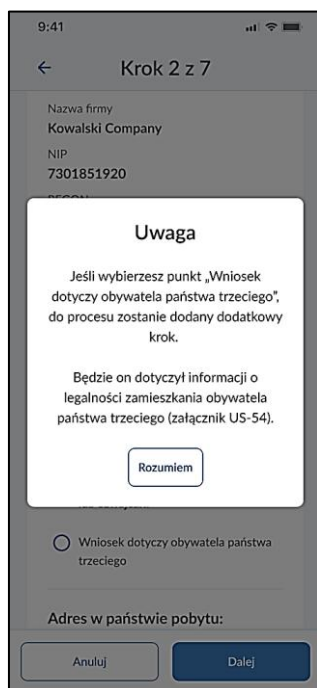 9:41
Krok 2 z 7
Nazwa firmy
Kowalski Company
NIP
7301851920
Uwaga
Jeśli wybierzesz punkt „Wniosek
dotyczy obywatela państwa trzeciego”,
do procesu zostanie dodany dodatkowy
krok.
Będzie on dotyczył informacji o
legalności zamieszkania obywatela
państwa trzeciego (załącznik US-54).
Rozumiem
Wniosek dotyczy obywatela państwa
trzeciego
Adres w państwie pobytu:
Anuluj
Dalej